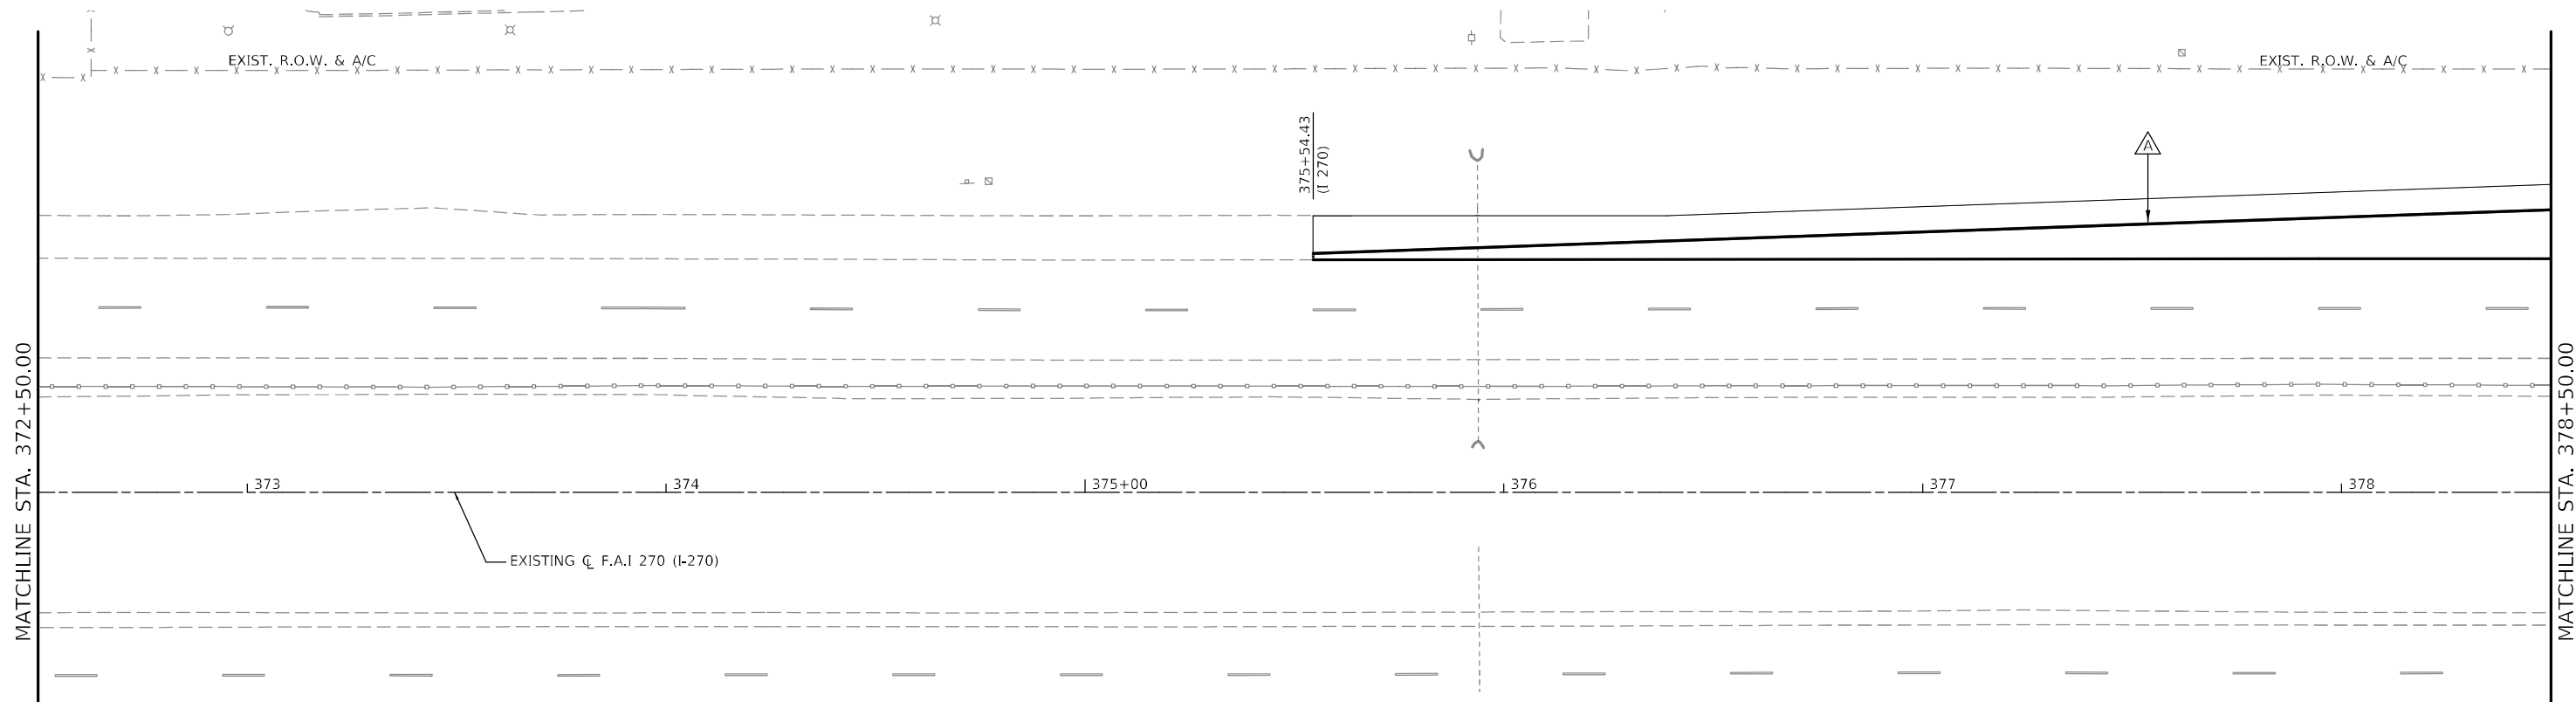 EXIST. R.O.W. & A/C
EXIST. R.O.W. & A/C
375+54.43
(I 270)
A
MATCHLINE STA. 372+50.00
MATCHLINE STA. 378+50.00
373
374
375+00
376
377
378
EXISTING ℄ F.A.I 270 (I-270)